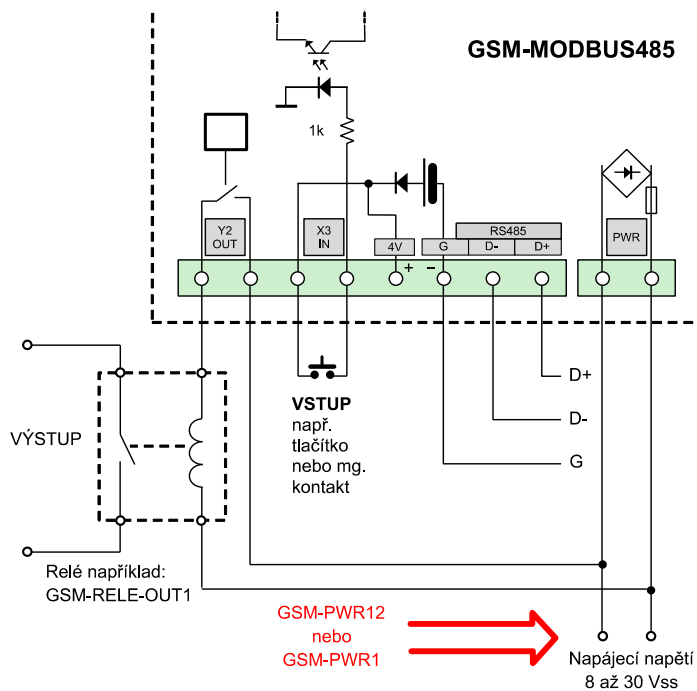 GSM-MODBUS485
1k
Y2
OUT
X3
IN
4V
G
RS485
D-
D+
PWR
+
−
D+
D-
G
VSTUP
např.
tlačítko
nebo mg.
kontakt
VÝSTUP
Relé například:
GSM-RELE-OUT1
GSM-PWR12
nebo
GSM-PWR1
Napájecí napětí
8 až 30 Vss